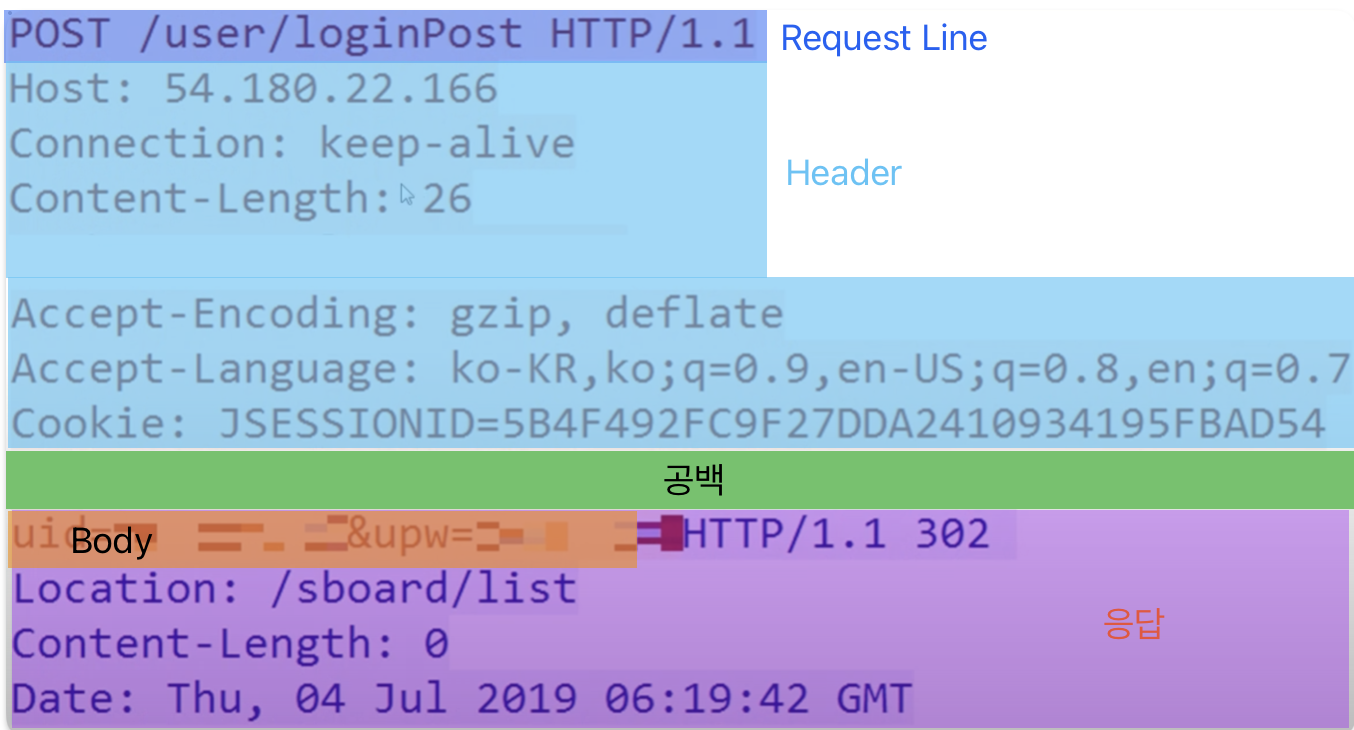 POST /user/loginPost HTTP/1.1 Request Line
Host: 54.180.22.166
Connection: keep-alive
Header
Content-Length: 26
Accept-Encoding: gzip, deflate
Accept-Language: ko-KR,ko;q=0.9,en-US;q=0.8,en;q=0.7
Cookie: JSESSIONID=5B4F492FC9F27DDA2410934195FBAD54
공백
uid= Body &upw= HTTP/1.1 302
Location: /sboard/list
응답
Content-Length: 0
Date: Thu, 04 Jul 2019 06:19:42 GMT